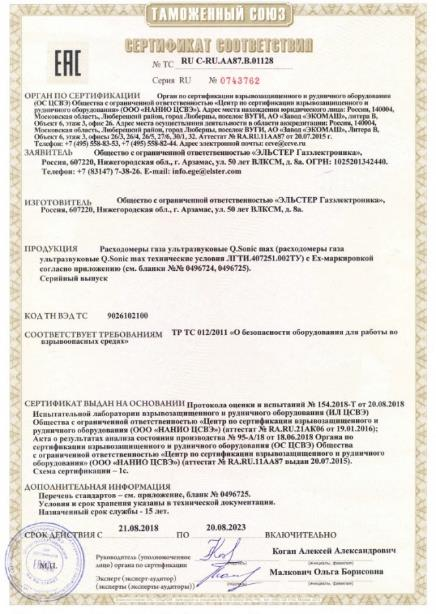 ТАМОЖЕННЫЙ СОЮЗ
СЕРТИФИКАТ СООТВЕТСТВИЯ
ЕАС
№ ТС RU C-RU.AA87.B.01128
Серия RU № 0743762
ОРГАН ПО СЕРТИФИКАЦИИ Орган по сертификации взрывозащищенного и рудничного оборудования
(ОС ЦСВЭ) Общества с ограниченной ответственностью «Центр по сертификации взрывозащищенного и
рудничного оборудования» (ООО «НАНИО ЦСВЭ»). Адрес места нахождения юридического лица: Россия, 140004,
Московская область, Люберецкий район, город Люберцы, поселок ВУГИ, АО «Завод «ЭКОМАШ», литера В,
Объект 6, этаж 3, офис 26. Адрес места осуществления деятельности в области аккредитации: Россия, 140004,
Московская область, Люберецкий район, город Люберцы, поселок ВУГИ, АО «Завод «ЭКОМАШ», литера В,
Объект 6, этаж 3, офисы 26/3, 26/4, 26/5, 27/6, 30/1, 32. Аттестат № RA.RU.11AA87 от 20.07.2015.
Телефон: +7 (495) 558-83-53, +7 (495) 558-82-44. Адрес электронной почты: ccve@ccve.ru
ЗАЯВИТЕЛЬ Общество с ограниченной ответственностью «ЭЛЬСТЕР Газэлектроника»,
Россия, 607220, Нижегородская обл., г. Арзамас, ул. 50 лет ВЛКСМ, д. 8а. ОГРН: 1025201342440.
Телефон: +7 (83147) 7-38-26. E-mail: info.ege@elster.com
ИЗГОТОВИТЕЛЬ Общество с ограниченной ответственностью «ЭЛЬСТЕР Газэлектроника»,
Россия, 607220, Нижегородская обл., г. Арзамас, ул. 50 лет ВЛКСМ, д. 8а.
ПРОДУКЦИЯ Расходомеры газа ультразвуковые Q.Sonic max (расходомеры газа
ультразвуковые Q.Sonic max технические условия ЛГТИ.407251.002ТУ) с Ex-маркировкой
согласно приложению (см. бланки №№ 0496724, 0496725).
Серийный выпуск
КОД ТН ВЭД ТС 9026102100
СООТВЕТСТВУЕТ ТРЕБОВАНИЯМ ТР ТС 012/2011 «О безопасности оборудования для работы во
взрывоопасных средах»
СЕРТИФИКАТ ВЫДАН НА ОСНОВАНИИ Протокола оценки и испытаний № 154.2018-Т от 20.08.2018
Испытательной лаборатории взрывозащищенного и рудничного оборудования (ИЛ ЦСВЭ)
Общества с ограниченной ответственностью «Центр по сертификации взрывозащищенного и
рудничного оборудования» (ООО «НАНИО ЦСВЭ») (аттестат № RA.RU.21АК06 от 19.01.2016);
Акта о результатах анализа состояния производства № 95-А/18 от 18.06.2018 Органа по
сертификации взрывозащищенного и рудничного оборудования (ОС ЦСВЭ) Общества
с ограниченной ответственностью «Центр по сертификации взрывозащищенного и рудничного
оборудования» (ООО «НАНИО ЦСВЭ») (аттестат № RA.RU.11AA87 выдан 20.07.2015).
Схема сертификации – 1с.
ДОПОЛНИТЕЛЬНАЯ ИНФОРМАЦИЯ
Перечень стандартов – см. приложение, бланк № 0496725.
Условия и срок хранения указаны в технической документации.
Назначенный срок службы - 15 лет.
СРОК ДЕЙСТВИЯ С 21.08.2018 ПО 20.08.2023 ВКЛЮЧИТЕЛЬНО
Руководитель (уполномоченное
лицо) органа по сертификации
Коган Алексей Александрович
(инициалы, фамилия)
Эксперт (эксперт-аудитор)
(эксперты (эксперты-аудиторы))
Малкович Ольга Борисовна
(инициалы, фамилия)
М.П.